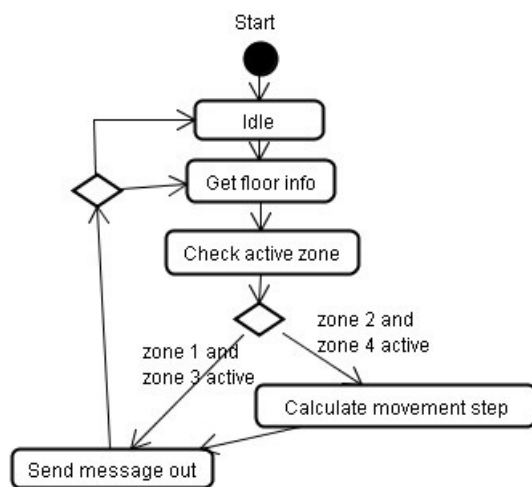 Start
Idle
Get floor info
Check active zone
zone 1 and
zone 3 active
zone 2 and
zone 4 active
Calculate movement step
Send message out